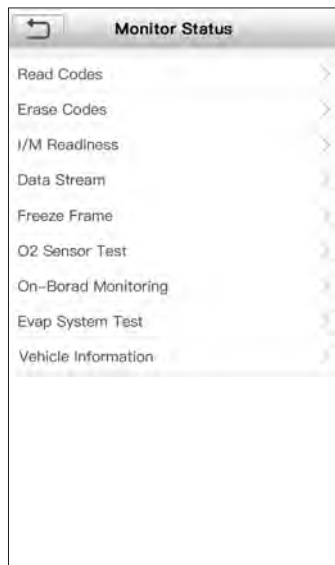 Monitor Status
Read Codes
Erase Codes
I/M Readiness
Data Stream
Freeze Frame
O2 Sensor Test
On-Borad Monitoring
Evap System Test
Vehicle Information